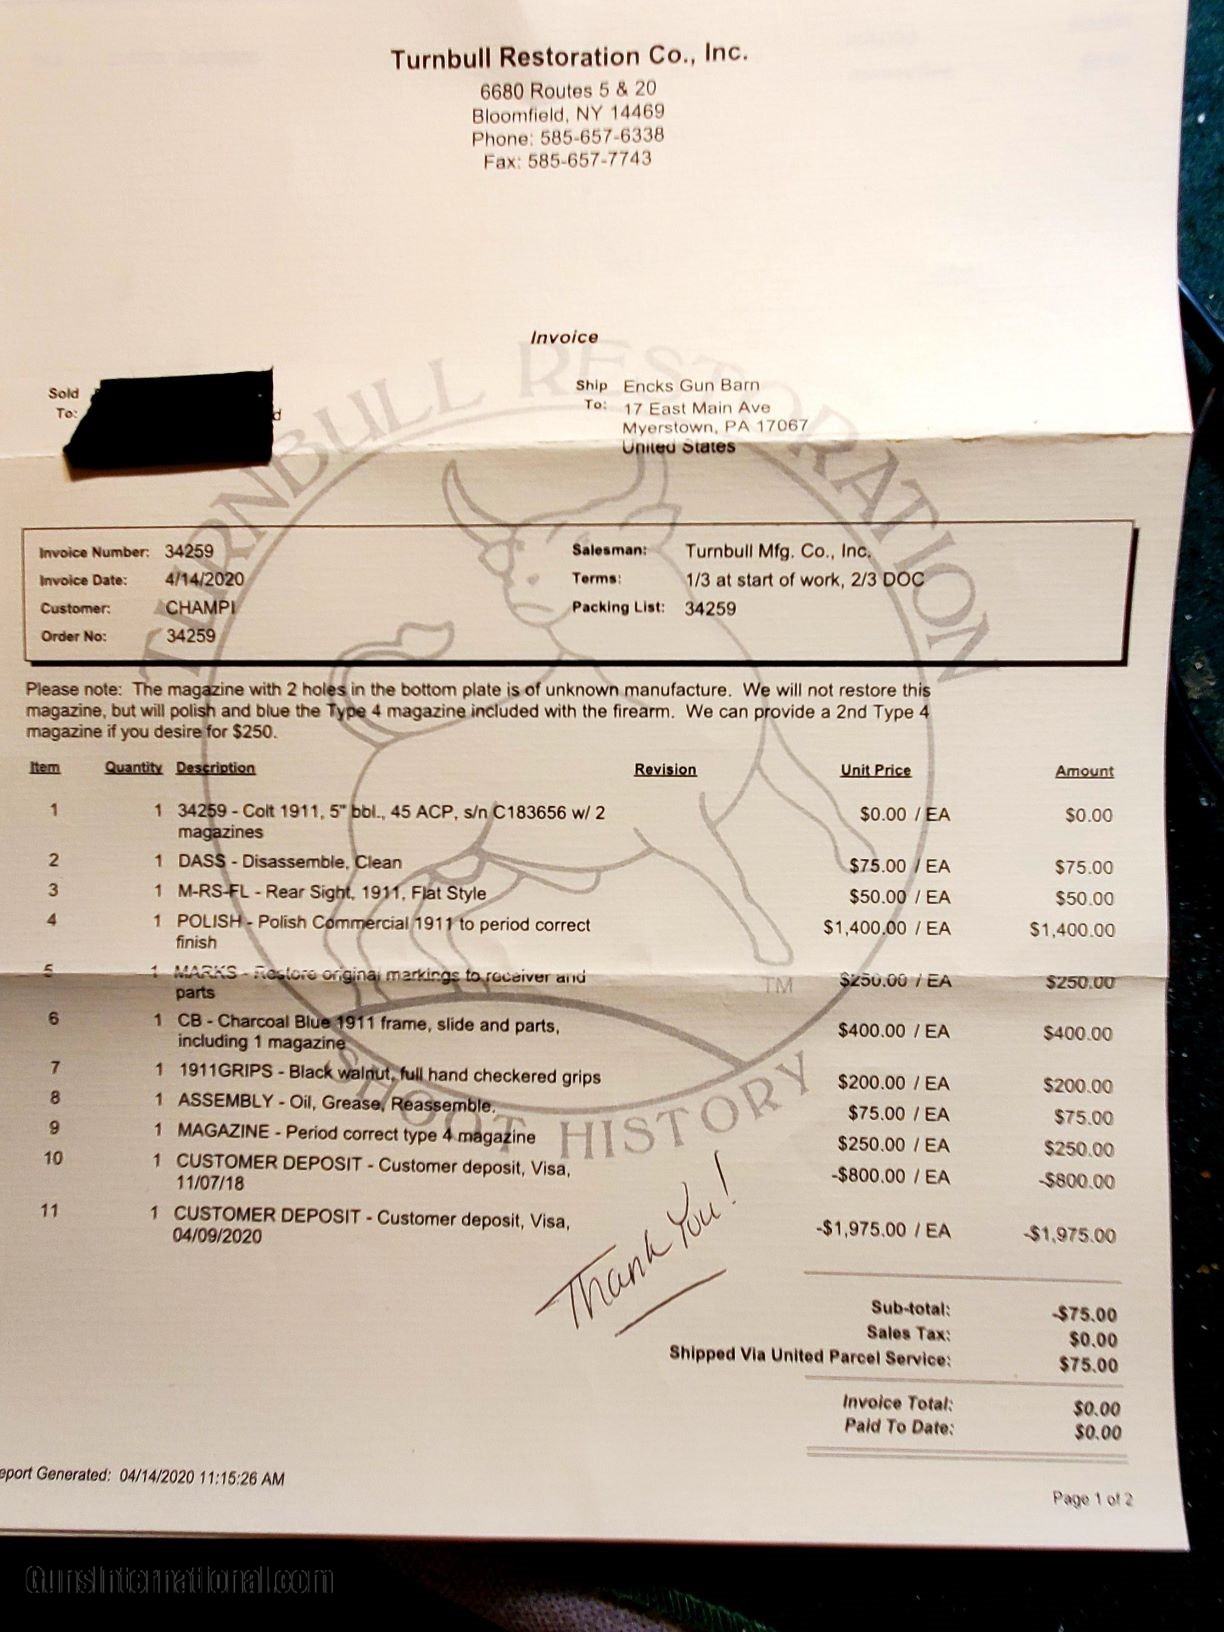 Turnbull Restoration Co., Inc.
6680 Routes 5 & 20
Bloomfield, NY 14469
Phone: 585-657-6338
Fax: 585-657-7743
Invoice
Sold
To:
d
Ship To: Encks Gun Barn
17 East Main Ave
Myerstown, PA 17067
United States
TURNBULL RESTORATION
Invoice Number: 34259
Invoice Date: 4/14/2020
Customer: CHAMPI
Order No: 34259
Salesman: Turnbull Mfg. Co., Inc.
Terms: 1/3 at start of work, 2/3 DOC
Packing List: 34259
Please note: The magazine with 2 holes in the bottom plate is of unknown manufacture. We will not restore this
magazine, but will polish and blue the Type 4 magazine included with the firearm. We can provide a 2nd Type 4
magazine if you desire for $250.
Item Quantity Description Revision Unit Price Amount
1 1 34259 - Colt 1911, 5" bbl., 45 ACP, s/n C183656 w/ 2 $0.00 / EA $0.00
magazines
2 1 DASS - Disassemble, Clean $75.00 / EA $75.00
3 1 M-RS-FL - Rear Sight, 1911, Flat Style $50.00 / EA $50.00
4 1 POLISH - Polish Commercial 1911 to period correct $1,400.00 / EA $1,400.00
finish
5 1 MARKS - Restore original markings to receiver and $250.00 / EA $250.00
parts
6 1 CB - Charcoal Blue 1911 frame, slide and parts, $400.00 / EA $400.00
including 1 magazine
7 1 1911GRIPS - Black walnut, full hand checkered grips $200.00 / EA $200.00
8 1 ASSEMBLY - Oil, Grease, Reassemble. $75.00 / EA $75.00
9 1 MAGAZINE - Period correct type 4 magazine $250.00 / EA $250.00
10 1 CUSTOMER DEPOSIT - Customer deposit, Visa, -$800.00 / EA -$800.00
11/07/18
11 1 CUSTOMER DEPOSIT - Customer deposit, Visa, -$1,975.00 / EA -$1,975.00
04/09/2020
TM
SHOOT HISTORY
Thank You!
Sub-total: -$75.00
Sales Tax: $0.00
Shipped Via United Parcel Service: $75.00
Invoice Total: $0.00
Paid To Date: $0.00
eport Generated: 04/14/2020 11:15:26 AM
Page 1 of 2
GunsInternational.com